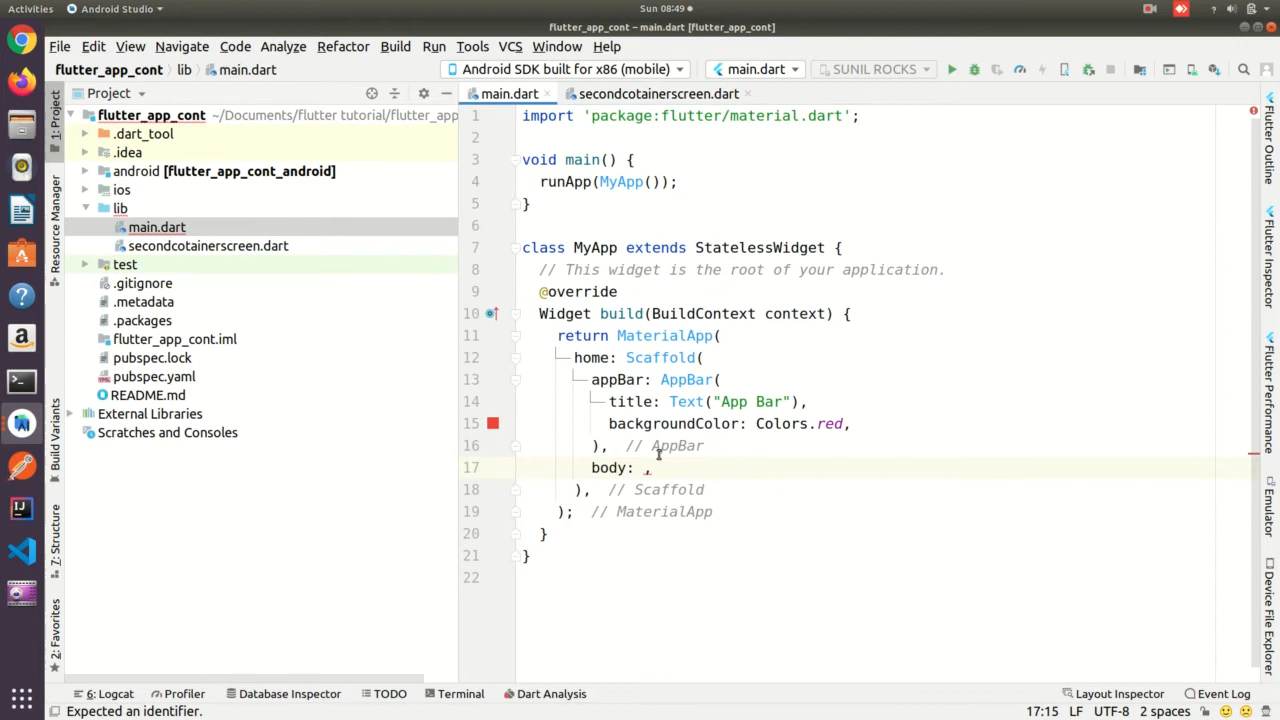 Activities Android Studio Sun 08:49
flutter_app_cont – main.dart [flutter_app_cont]
File Edit View Navigate Code Analyze Refactor Build Run Tools VCS Window Help
flutter_app_cont lib main.dart Android SDK built for x86 (mobile) main.dart SUNIL ROCKS
Project main.dart secondcotainerscreen.dart
flutter_app_cont ~/Documents/flutter tutorial/flutter_app
.dart_tool
.idea
android [flutter_app_cont_android]
ios
lib
main.dart
secondcotainerscreen.dart
test
.gitignore
.metadata
.packages
flutter_app_cont.iml
pubspec.lock
pubspec.yaml
README.md
External Libraries
Scratches and Consoles
1: Project
Resource Manager
Build Variants
7: Structure
2: Favorites
1 import 'package:flutter/material.dart';
2
3 void main() {
4 runApp(MyApp());
5 }
6
7 class MyApp extends StatelessWidget {
8 // This widget is the root of your application.
9 @override
10 Widget build(BuildContext context) {
11 return MaterialApp(
12 home: Scaffold(
13 appBar: AppBar(
14 title: Text("App Bar"),
15 backgroundColor: Colors.red,
16 ), // AppBar
17 body: ,
18 ), // Scaffold
19 ); // MaterialApp
20 }
21 }
22
Flutter Outline
Flutter Inspector
Flutter Performance
Emulator
Device File Explorer
6: Logcat Profiler Database Inspector TODO Terminal Dart Analysis Layout Inspector Event Log
Expected an identifier. 17:15 LF UTF-8 2 spaces